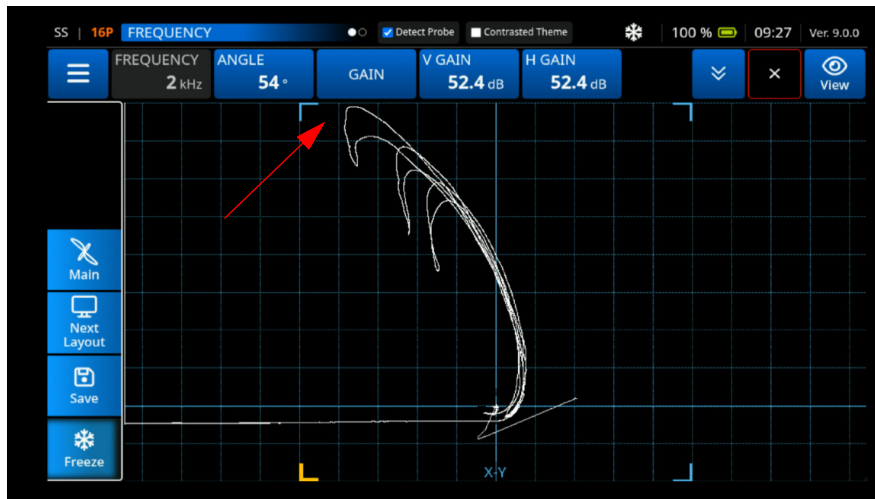 SS | 16P FREQUENCY Detect Probe Contrasted Theme 100 % 09:27 Ver. 9.0.0
FREQUENCY ANGLE GAIN V GAIN H GAIN
2 kHz 54 ° 52.4 dB 52.4 dB View
Main
Next
Layout
Save
Freeze
X-Y